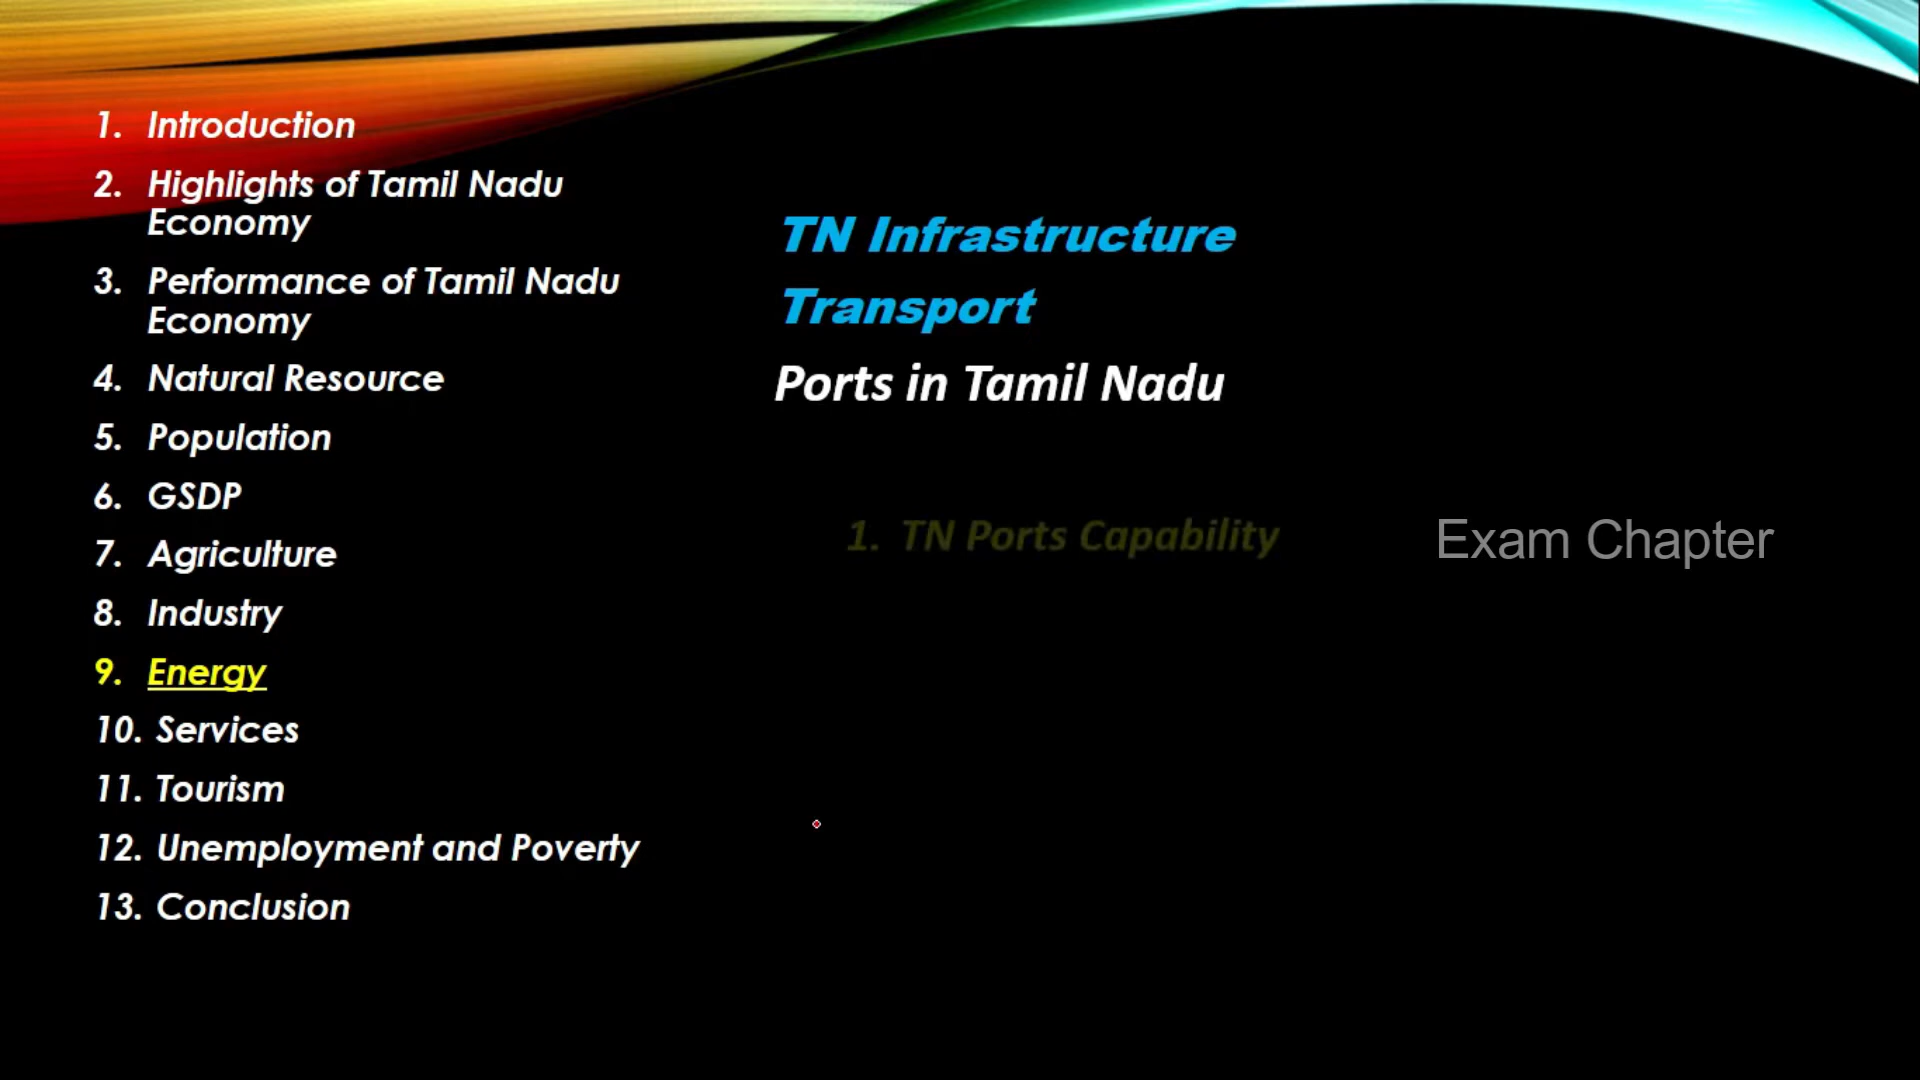 1. Introduction
2. Highlights of Tamil Nadu
Economy
3. Performance of Tamil Nadu
Economy
4. Natural Resource
5. Population
6. GSDP
7. Agriculture
8. Industry
9. Energy
10. Services
11. Tourism
12. Unemployment and Poverty
13. Conclusion
TN Infrastructure
Transport
Ports in Tamil Nadu
1. TN Ports Capability
Exam Chapter